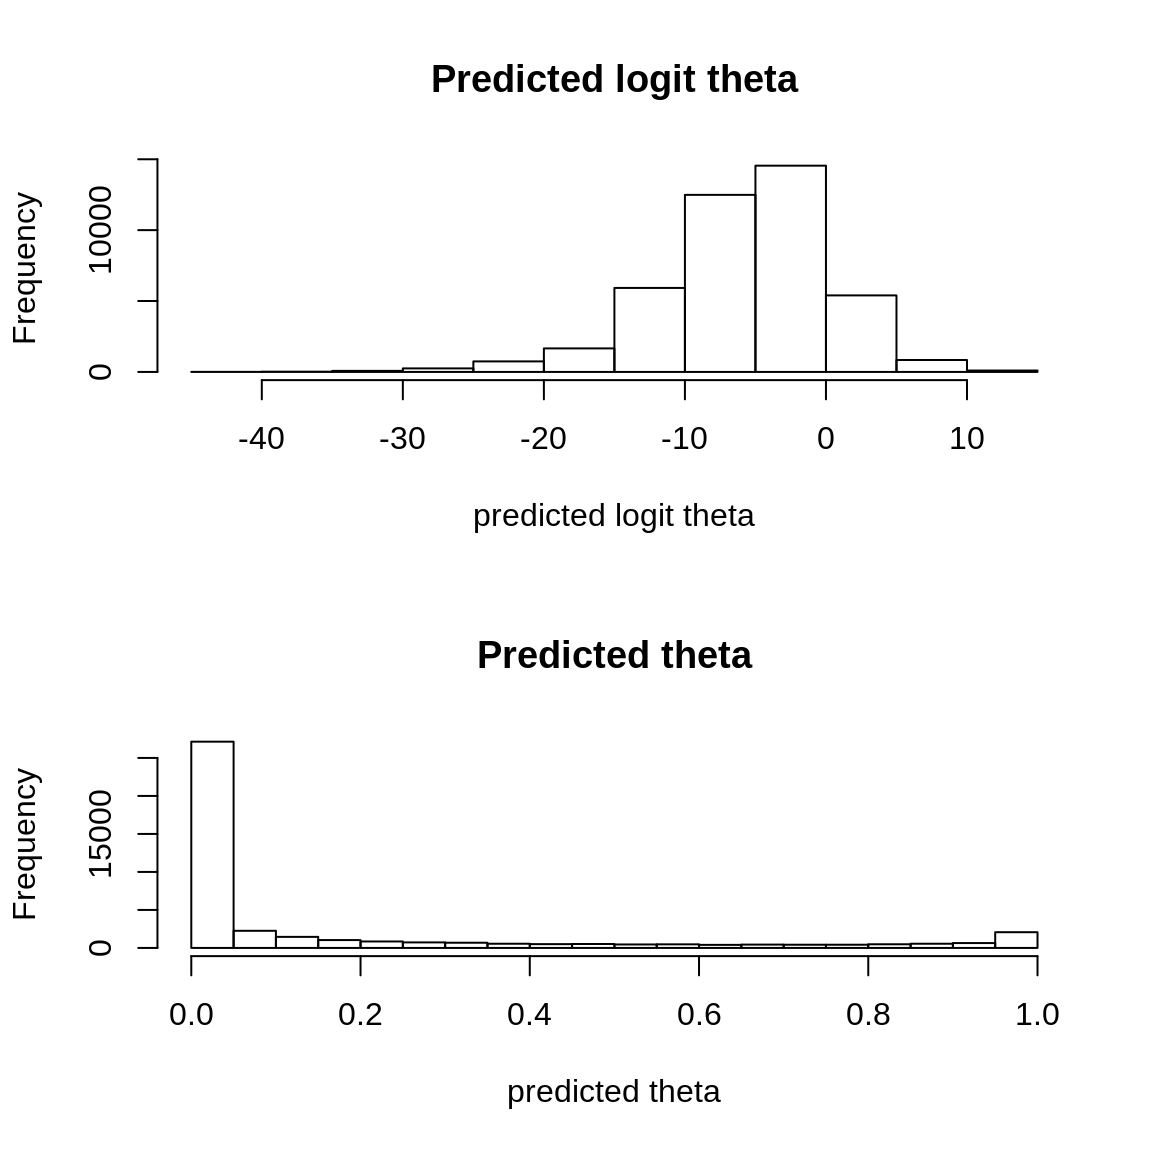 Predicted logit theta
Frequency
10000
0
-40 -30 -20 -10 0 10
predicted logit theta
Predicted theta
Frequency
15000
0
0.0 0.2 0.4 0.6 0.8 1.0
predicted theta